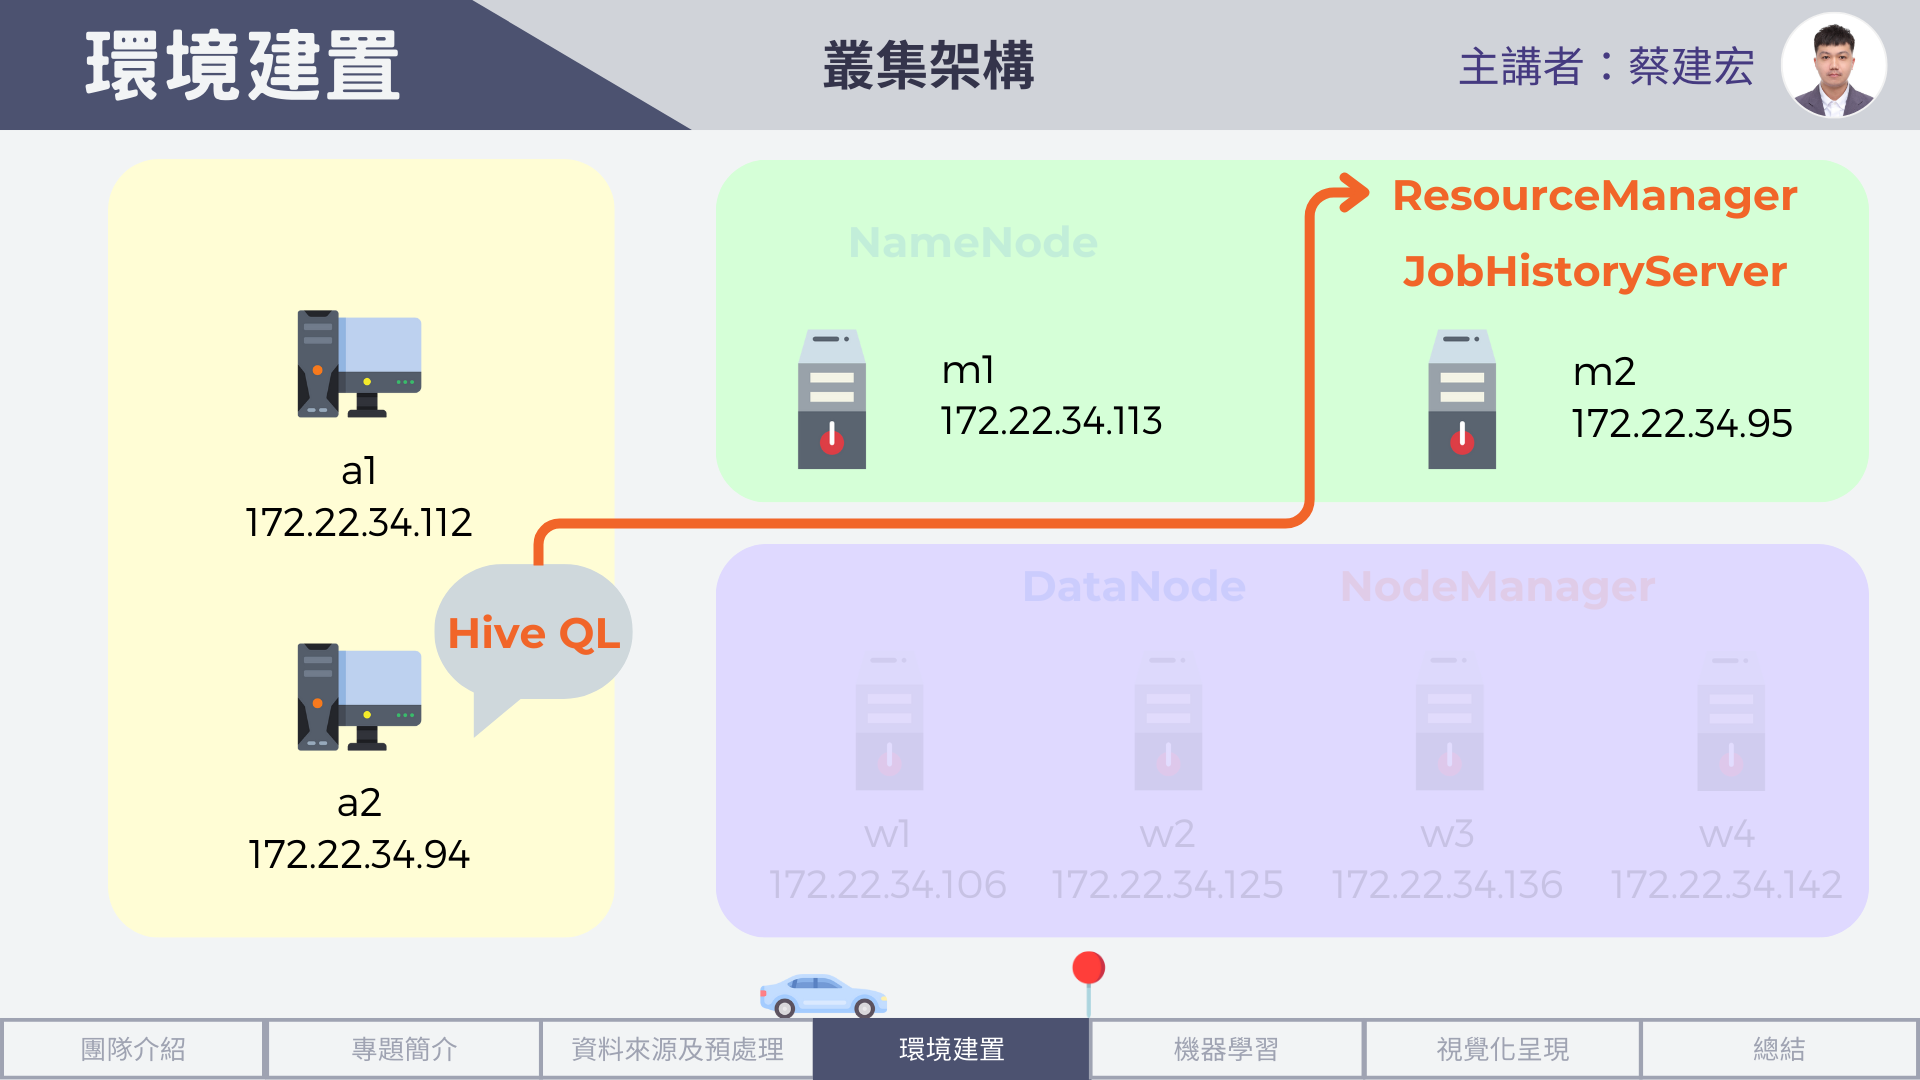 環境建置
叢集架構
主講者：蔡建宏
a1
172.22.34.112
Hive QL
a2
172.22.34.94
NameNode
ResourceManager
JobHistoryServer
m1
172.22.34.113
m2
172.22.34.95
DataNode
NodeManager
w1
172.22.34.106
w2
172.22.34.125
w3
172.22.34.136
w4
172.22.34.142
團隊介紹
專題簡介
資料來源及預處理
環境建置
機器學習
視覺化呈現
總結